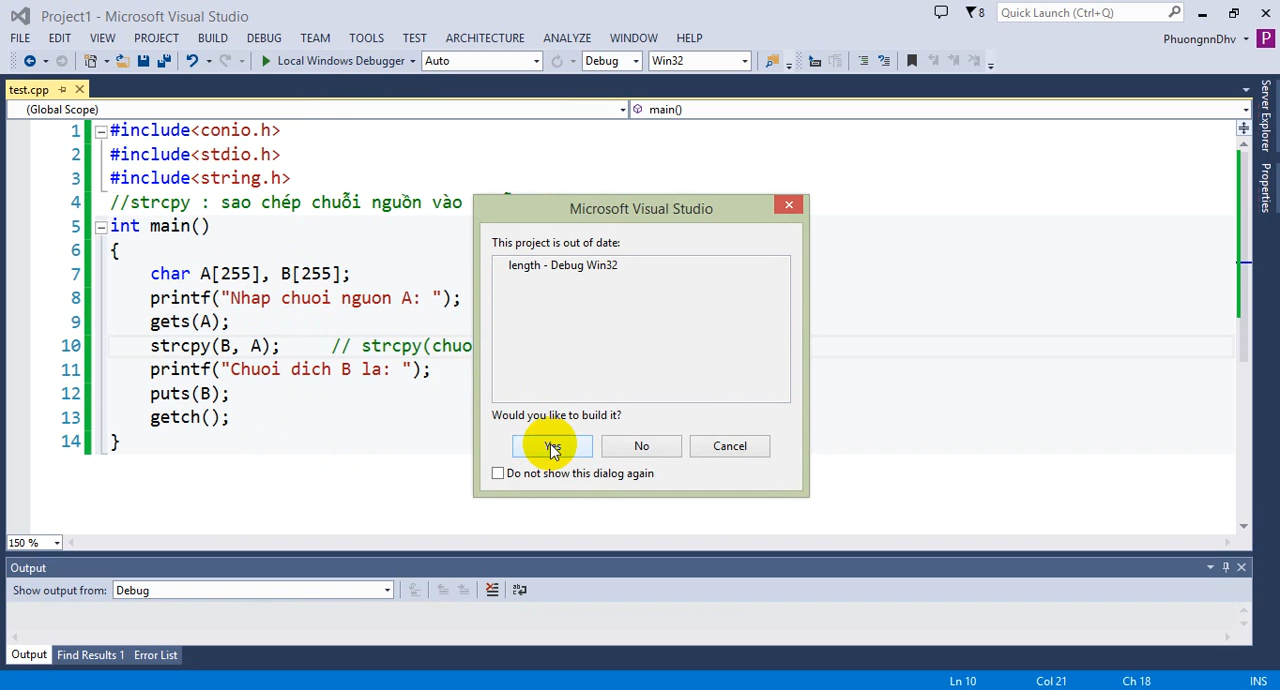 Project1 - Microsoft Visual Studio
8
Quick Launch (Ctrl+Q)
FILE EDIT VIEW PROJECT BUILD DEBUG TEAM TOOLS TEST ARCHITECTURE ANALYZE WINDOW HELP
PhuongnnDhv P
Local Windows Debugger Auto Debug Win32
test.cpp
(Global Scope) main()
1 #include<conio.h>
2 #include<stdio.h>
3 #include<string.h>
4 //strcpy : sao chép chuỗi nguồn vào
5 int main()
6 {
7 char A[255], B[255];
8 printf("Nhap chuoi nguon A: ");
9 gets(A);
10 strcpy(B, A); // strcpy(chuo
11 printf("Chuoi dich B la: ");
12 puts(B);
13 getch();
14 }
Microsoft Visual Studio
This project is out of date:
length - Debug Win32
Would you like to build it?
Yes No Cancel
Do not show this dialog again
Server Explorer
Properties
150 %
Output
Show output from: Debug
Output Find Results 1 Error List
Ln 10 Col 21 Ch 18 INS